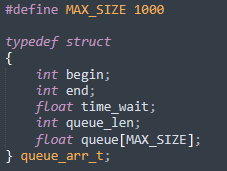 #define MAX_SIZE 1000
typedef struct
{
    int begin;
    int end;
    float time_wait;
    int queue_len;
    float queue[MAX_SIZE];
} queue_arr_t;